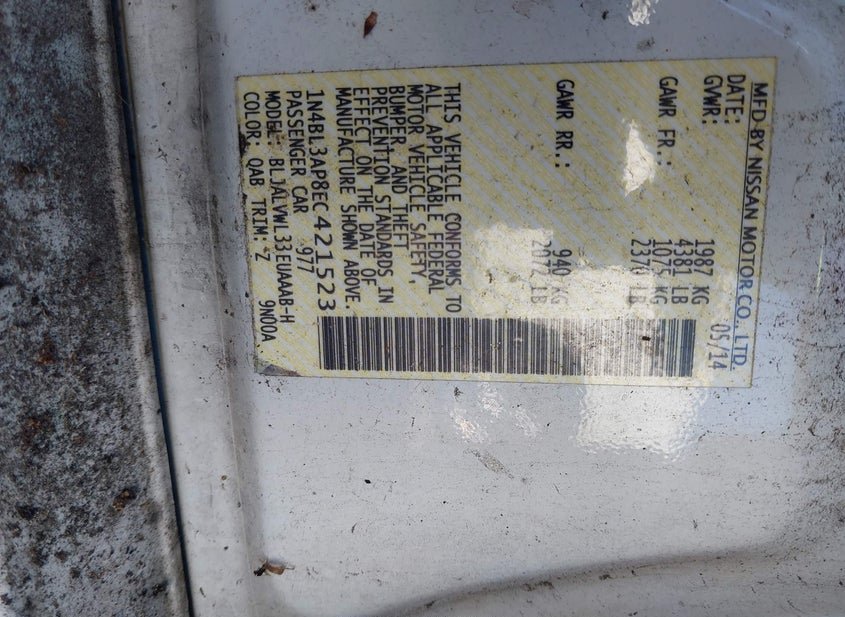 MFD BY NISSAN MOTOR CO., LTD.
DATE: 05/14
GVWR: 1987 KG
4381 LB
GAWR FR.: 1075 KG
2370 LB
GAWR RR.: 940 KG
2072 LB
THIS VEHICLE CONFORMS TO
ALL APPLICABLE FEDERAL
MOTOR VEHICLE SAFETY,
BUMPER, AND THEFT
PREVENTION STANDARDS IN
EFFECT ON THE DATE OF
MANUFACTURE SHOWN ABOVE.
1N4BL3AP8EC421523
PASSENGER CAR 977
MODEL: BLJALVWL33EUAAAB-H
COLOR: QAB TRIM: Z 9N00A